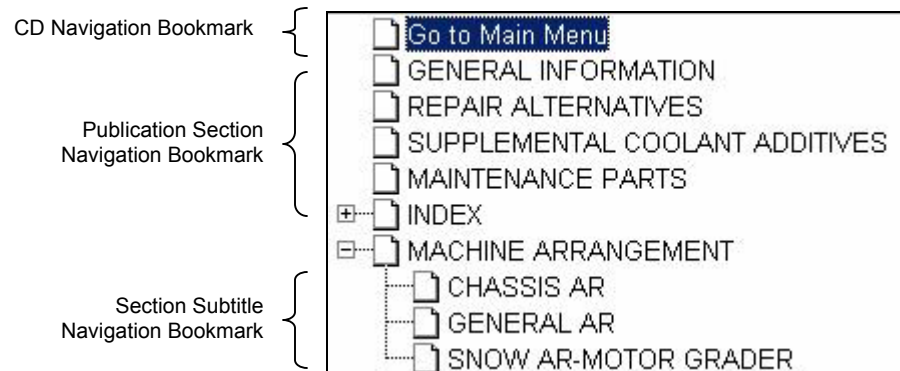 CD Navigation Bookmark
Go to Main Menu
GENERAL INFORMATION
REPAIR ALTERNATIVES
Publication Section
Navigation Bookmark
SUPPLEMENTAL COOLANT ADDITIVES
MAINTENANCE PARTS
INDEX
MACHINE ARRANGEMENT
Section Subtitle
Navigation Bookmark
CHASSIS AR
GENERAL AR
SNOW AR-MOTOR GRADER